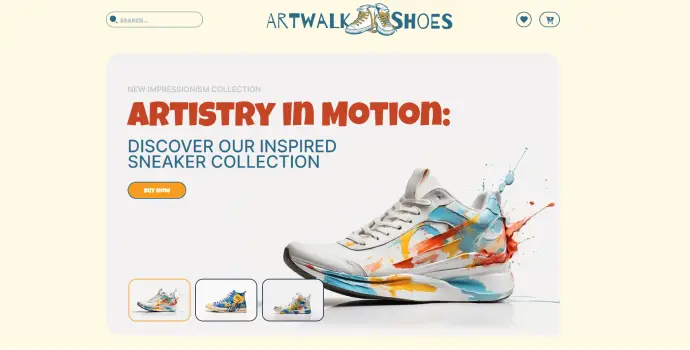 SEARCH...
ARTWALK SHOES
NEW IMPRESSIONISM COLLECTION
ARTISTRY IN MOTION:
DISCOVER OUR INSPIRED
SNEAKER COLLECTION
BUY NOW